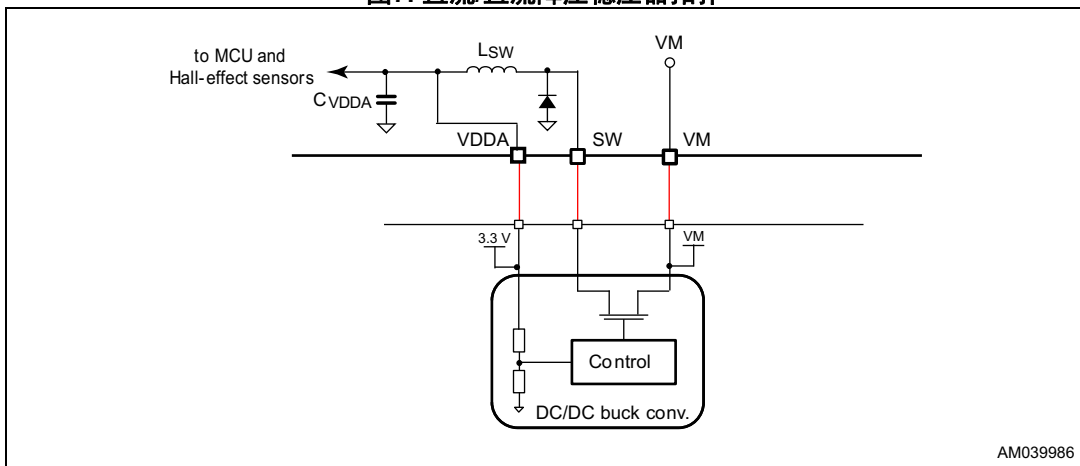 to MCU and
Hall-effect sensors
CVDDA
LSW
VM
VDDA
SW
VM
3.3 V
VM
Control
DC/DC buck conv.
AM039986